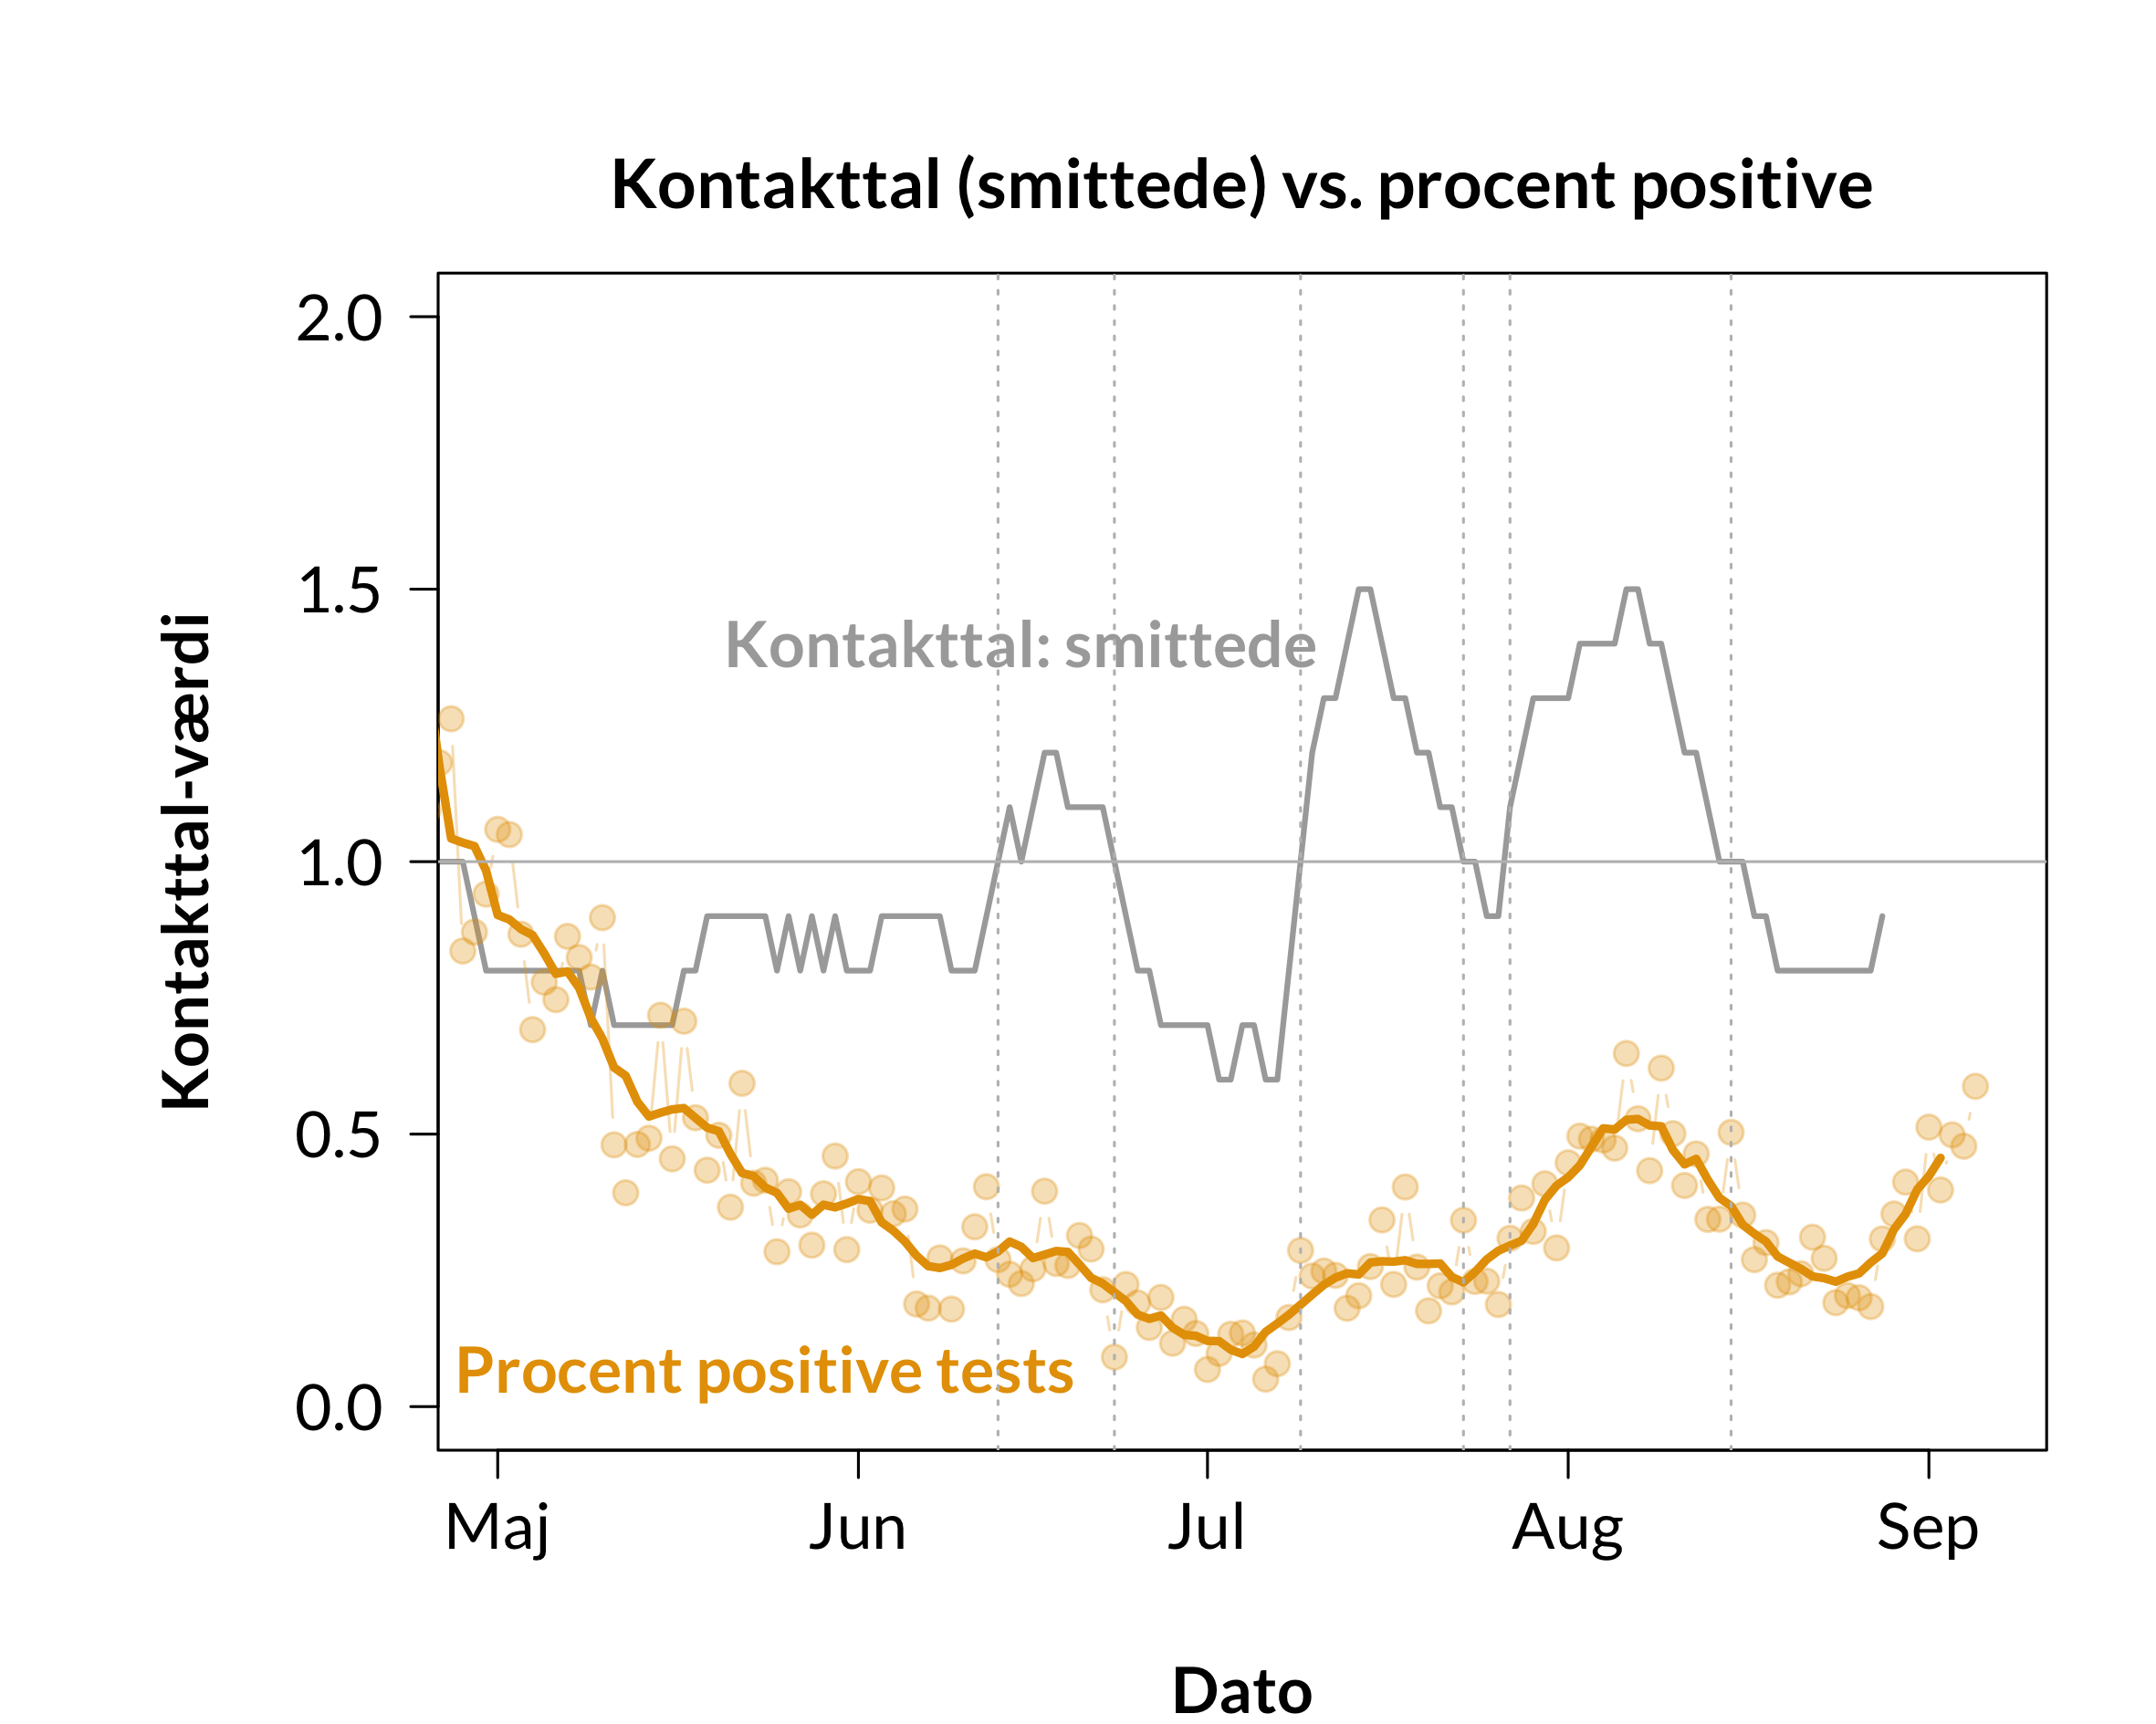 Kontakttal (smittede) vs. procent positive
Kontakttal-værdi
2.0
1.5
1.0
0.5
0.0
Kontakttal: smittede
Procent positive tests
Maj Jun Jul Aug Sep
Dato